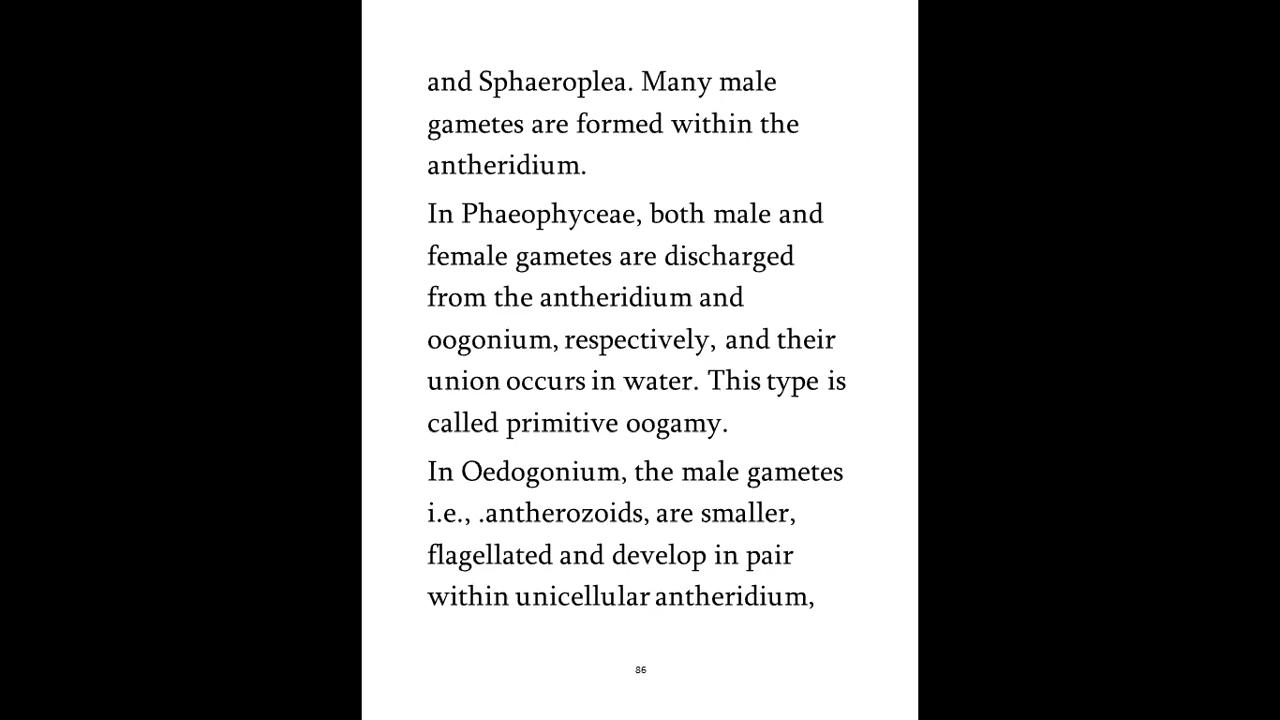 and Sphaeroplea. Many male
gametes are formed within the
antheridium.
In Phaeophyceae, both male and
female gametes are discharged
from the antheridium and
oogonium, respectively, and their
union occurs in water. This type is
called primitive oogamy.
In Oedogonium, the male gametes
i.e., .antherozoids, are smaller,
flagellated and develop in pair
within unicellular antheridium,
86